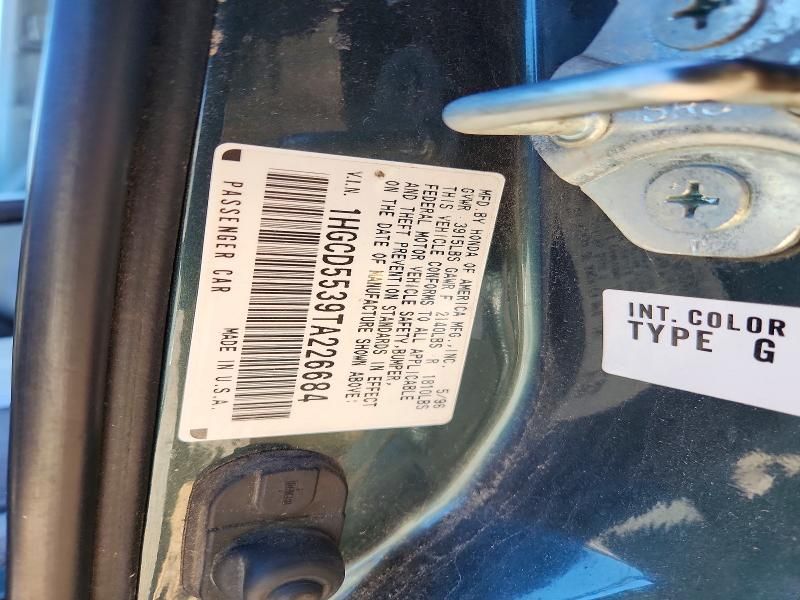 MFD BY HONDA OF AMERICA MFG., INC. 5/96
GVWR 3915LBS GAWR F 2140LBS R 1810LBS
THIS VEHICLE CONFORMS TO ALL APPLICABLE
FEDERAL MOTOR VEHICLE SAFETY, BUMPER,
AND THEFT PREVENTION STANDARDS IN EFFECT
ON THE DATE OF MANUFACTURE SHOWN ABOVE:
V.I.N. 1HGCD5539TA226684
PASSENGER CAR MADE IN U.S.A.
INT. COLOR
TYPE G